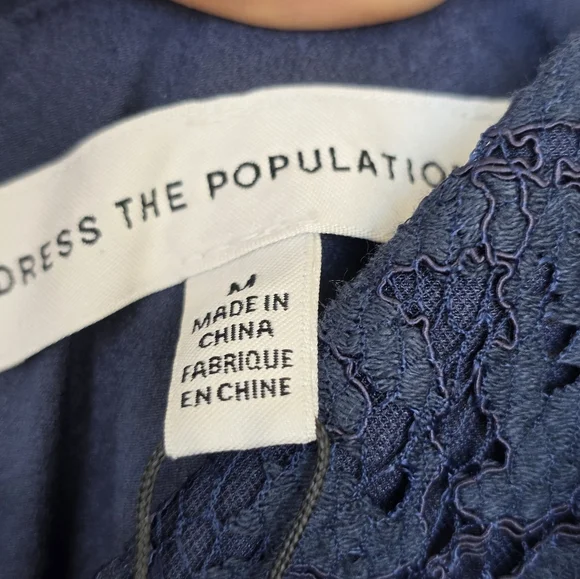 DRESS THE POPULATIO
M
MADE IN
CHINA
FABRIQUE
EN CHINE